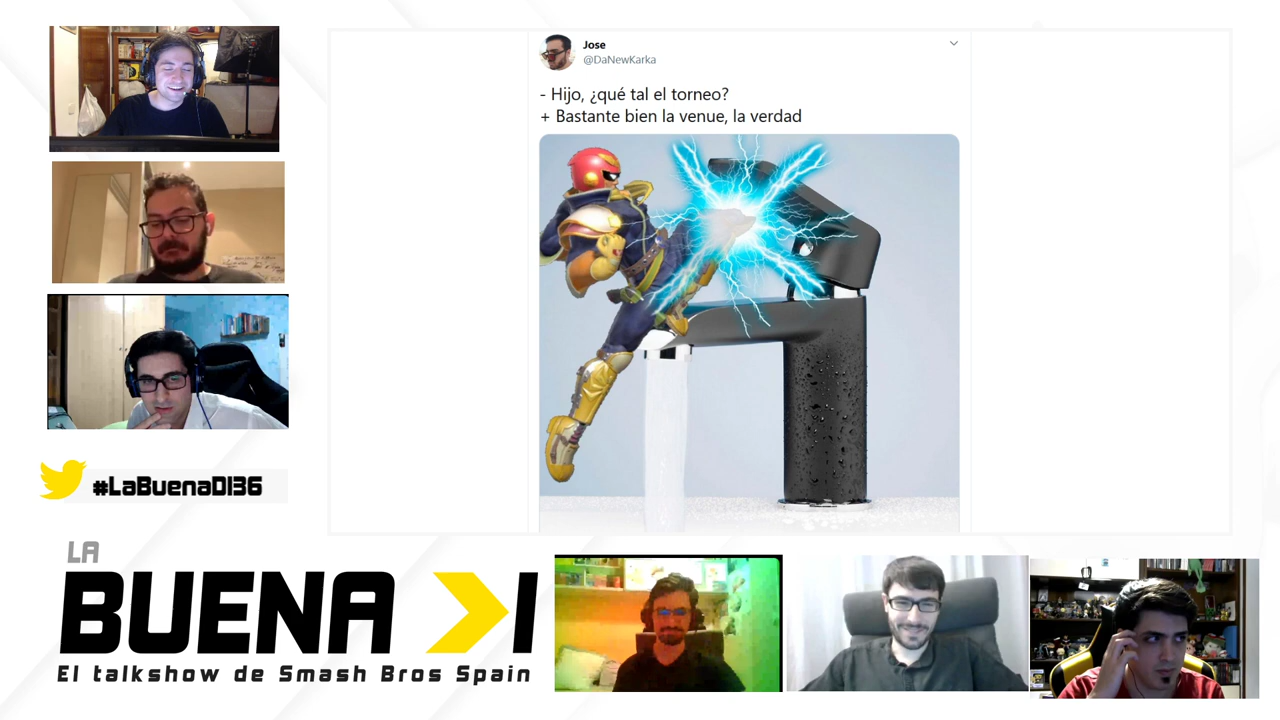 Jose
@DaNewKarka
- Hijo, ¿qué tal el torneo?
+ Bastante bien la venue, la verdad
#LaBuenaDI36
LA
BUENA DI
El talkshow de Smash Bros Spain